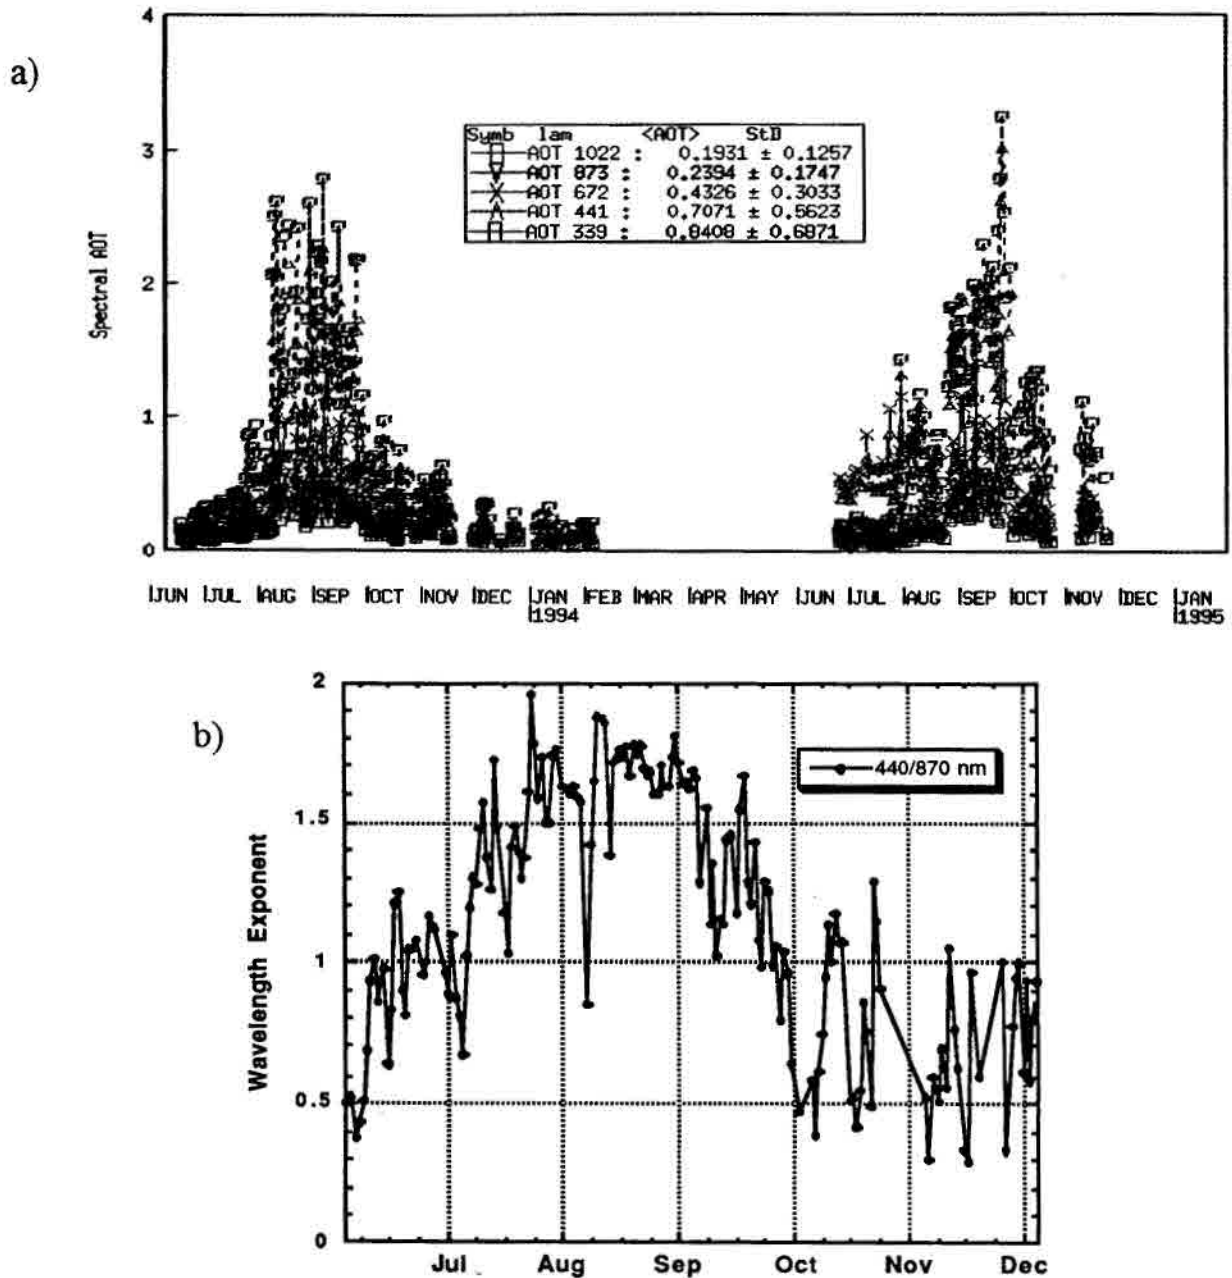 a)
4
3
2
1
0
Spectral AOT
Symb lam <AOT> StD
AOT 1022 : 0.1931 ± 0.1257
AOT 873 : 0.2394 ± 0.1747
AOT 672 : 0.4326 ± 0.3033
AOT 441 : 0.7071 ± 0.5623
AOT 339 : 0.8408 ± 0.6871
JUN JUL AUG SEP OCT NOV DEC JAN FEB MAR APR MAY JUN JUL AUG SEP OCT NOV DEC JAN
1994 1995
b)
2
1.5
1
0.5
0
Wavelength Exponent
440/870 nm
Jul Aug Sep Oct Nov Dec